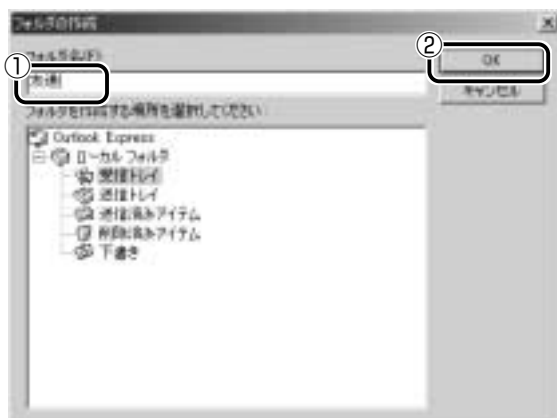 フォルダの作成
①
フォルダ名(F):
友達
②
OK
キャンセル
フォルダを作成する場所を選択してください
Outlook Express
ローカル フォルダ
受信トレイ
送信トレイ
送信済みアイテム
削除済みアイテム
下書き